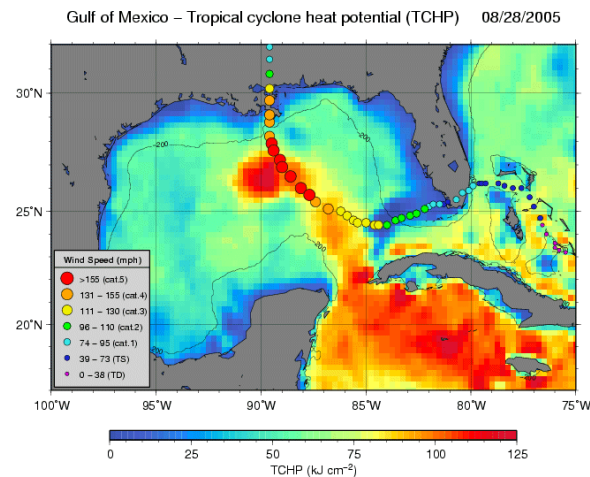 Gulf of Mexico – Tropical cyclone heat potential (TCHP) 08/28/2005
30°N
25°N
20°N
-200
-200
-200
-200
Wind Speed (mph)
>155 (cat.5)
131 – 155 (cat.4)
111 – 130 (cat.3)
96 – 110 (cat.2)
74 – 95 (cat.1)
39 – 73 (TS)
0 – 38 (TD)
100°W 95°W 90°W 85°W 80°W 75°W
0 25 50 75 100 125
TCHP (kJ cm⁻²)